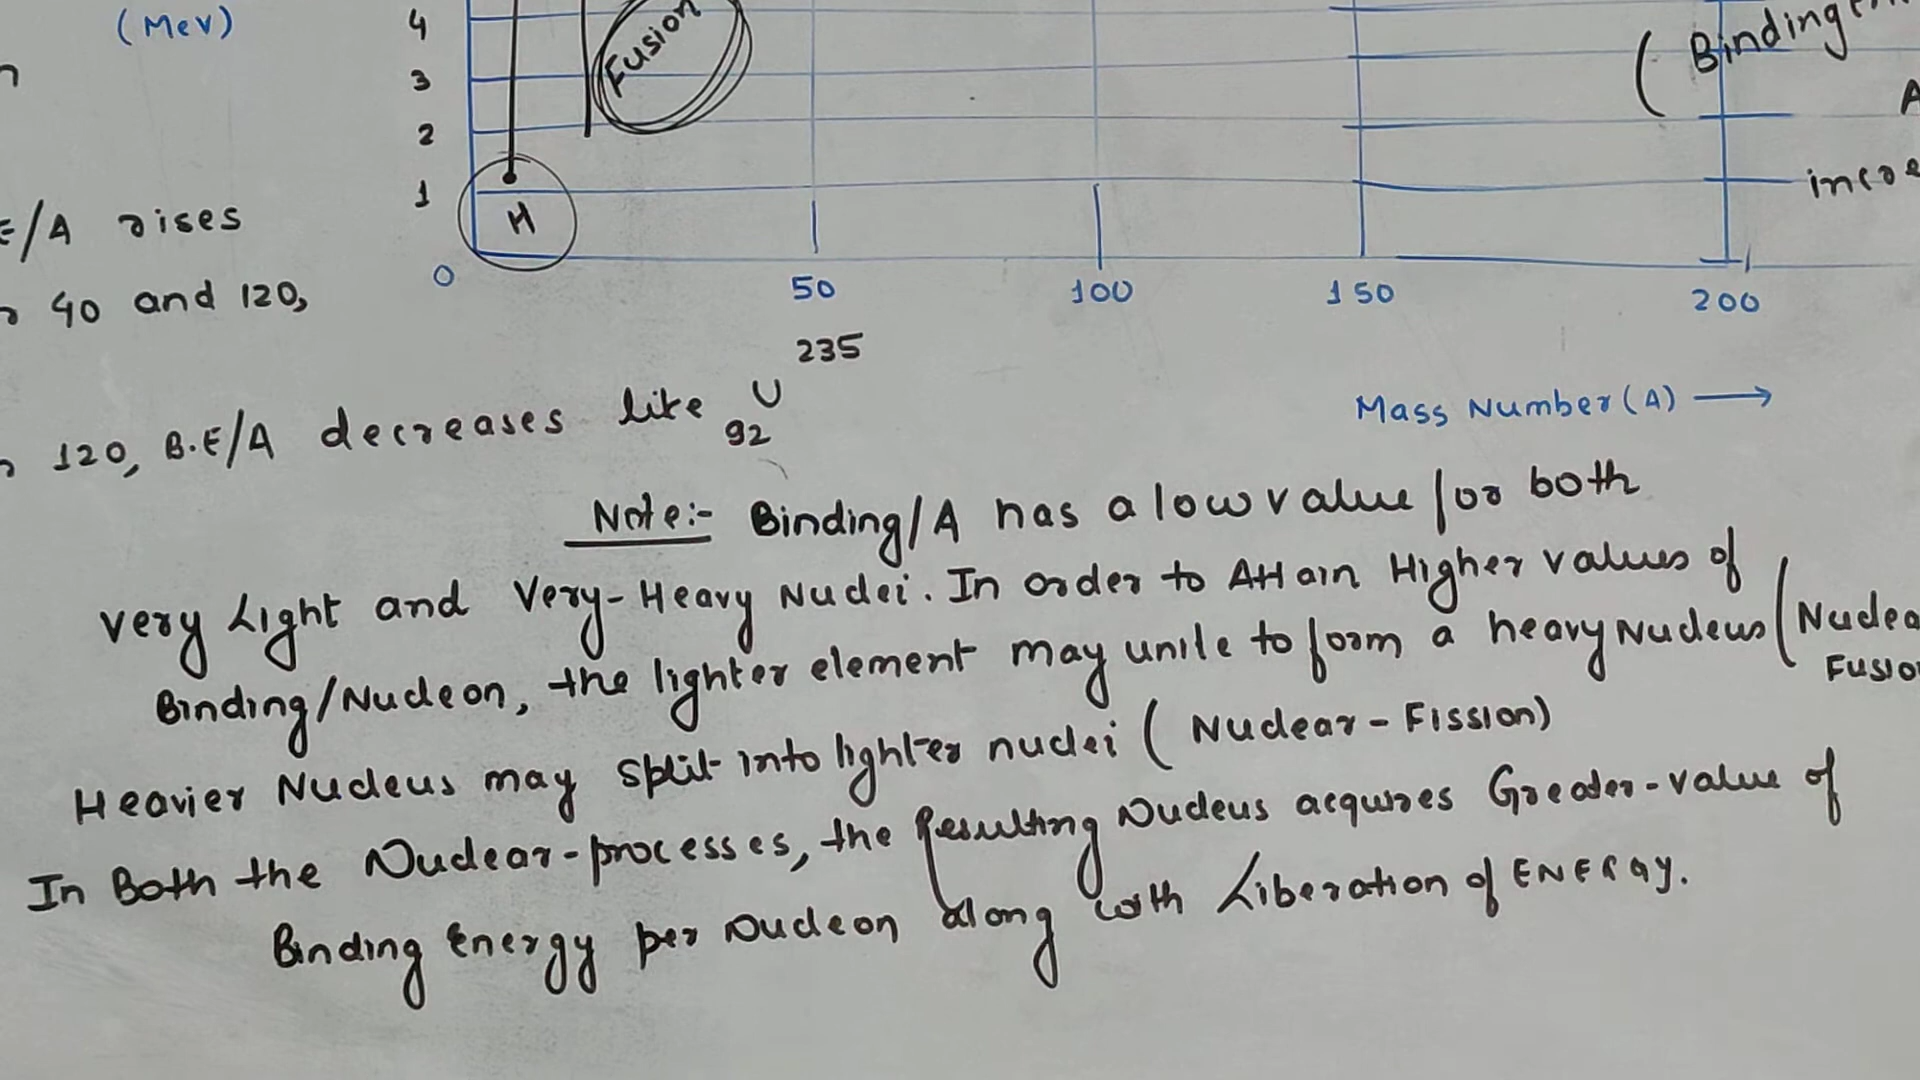 (Mev)
4
3
2
1
Fusion
H
0
50
100
150
200
(Binding
A
E/A rises
40 and 120,
235
120, B.E/A decreases like 92 U
Mass Number (A) →
Note:- Binding/A has a low value for both
very Light and Very-Heavy Nuclei. In order to Attain Higher values of
Binding/Nucleon, the lighter element may unite to form a heavy Nucleus (
Fusio
Heavier Nucleus may split into lighter nuclei ( Nuclear - Fission)
In Both the Nuclear-processes, the Resulting Nucleus acquires Greater-value of
Binding Energy per Nucleon along with Liberation of ENERGY.